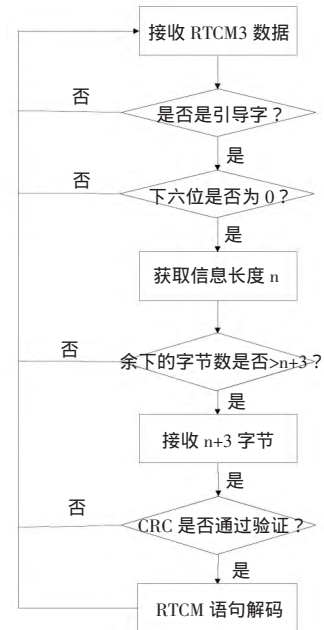 接收 RTCM3 数据
否
是否是引导字？
是
否
下六位是否为 0？
是
获取信息长度 n
否
余下的字节数是否>n+3？
是
接收 n+3 字节
是
否
CRC 是否通过验证？
是
RTCM 语句解码